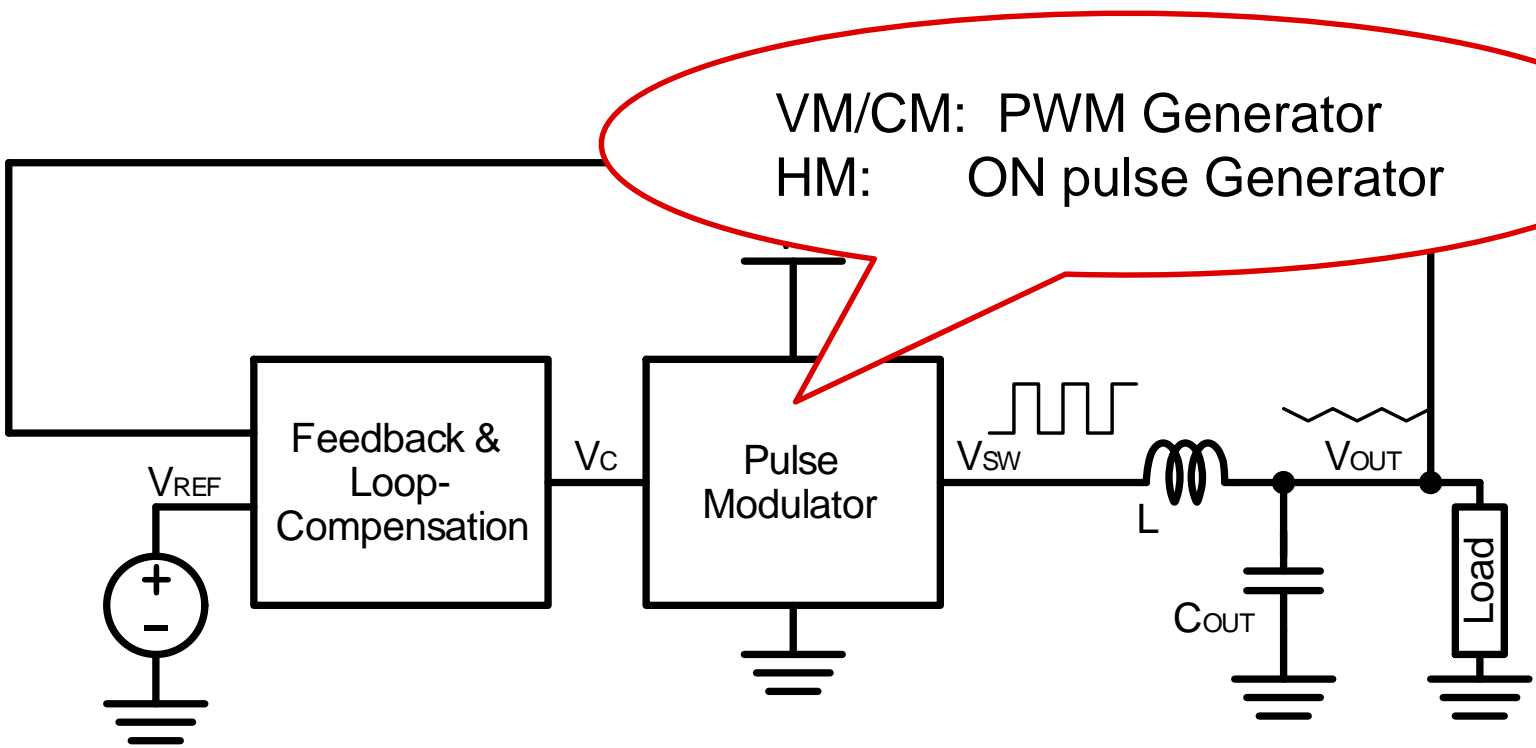 VM/CM: PWM Generator
HM: ON pulse Generator
Feedback &
Loop-
Compensation
VREF
+
−
VC
Pulse
Modulator
VSW
L
VOUT
COUT
Load